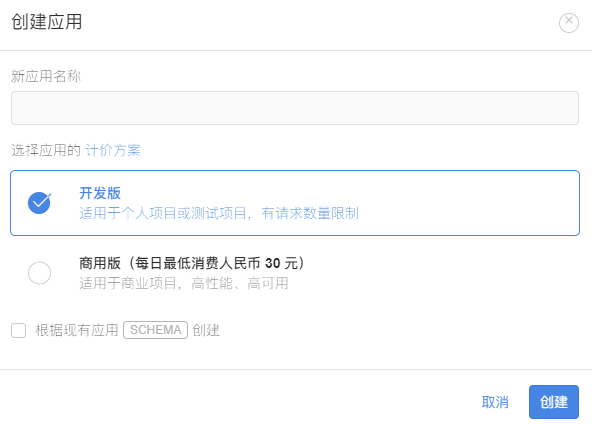 创建应用
新应用名称
选择应用的 计价方案
开发版
适用于个人项目或测试项目，有请求数量限制
商用版（每日最低消费人民币 30 元）
适用于商业项目，高性能、高可用
根据现有应用 SCHEMA 创建
取消 创建